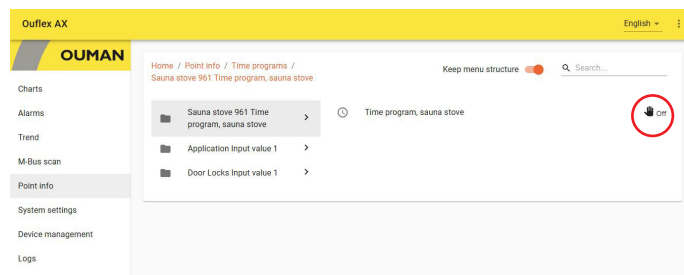 Ouflex AX
English
OUMAN
Charts
Alarms
Trend
M-Bus scan
Point info
System settings
Device management
Logs
Home / Point info / Time programs /
Sauna stove 961 Time program, sauna stove
Keep menu structure
Search...
Sauna stove 961 Time
program, sauna stove
Application Input value 1
Door Locks Input value 1
Time program, sauna stove
Off